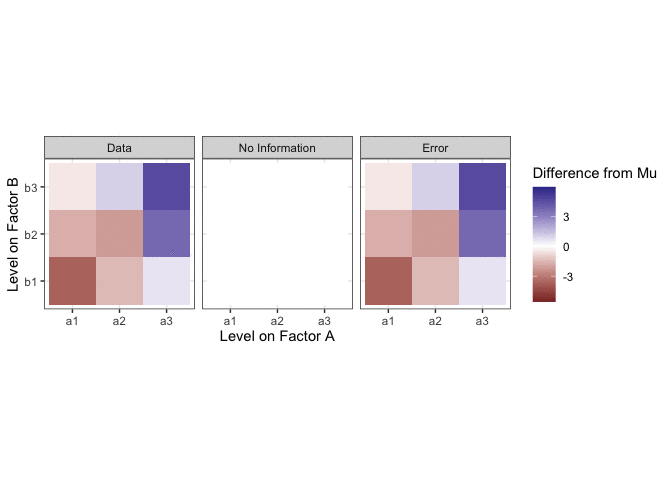 Data
No Information
Error
Level on Factor B
b3
b2
b1
a1 a2 a3
a1 a2 a3
a1 a2 a3
Level on Factor A
Difference from Mu
3
0
-3